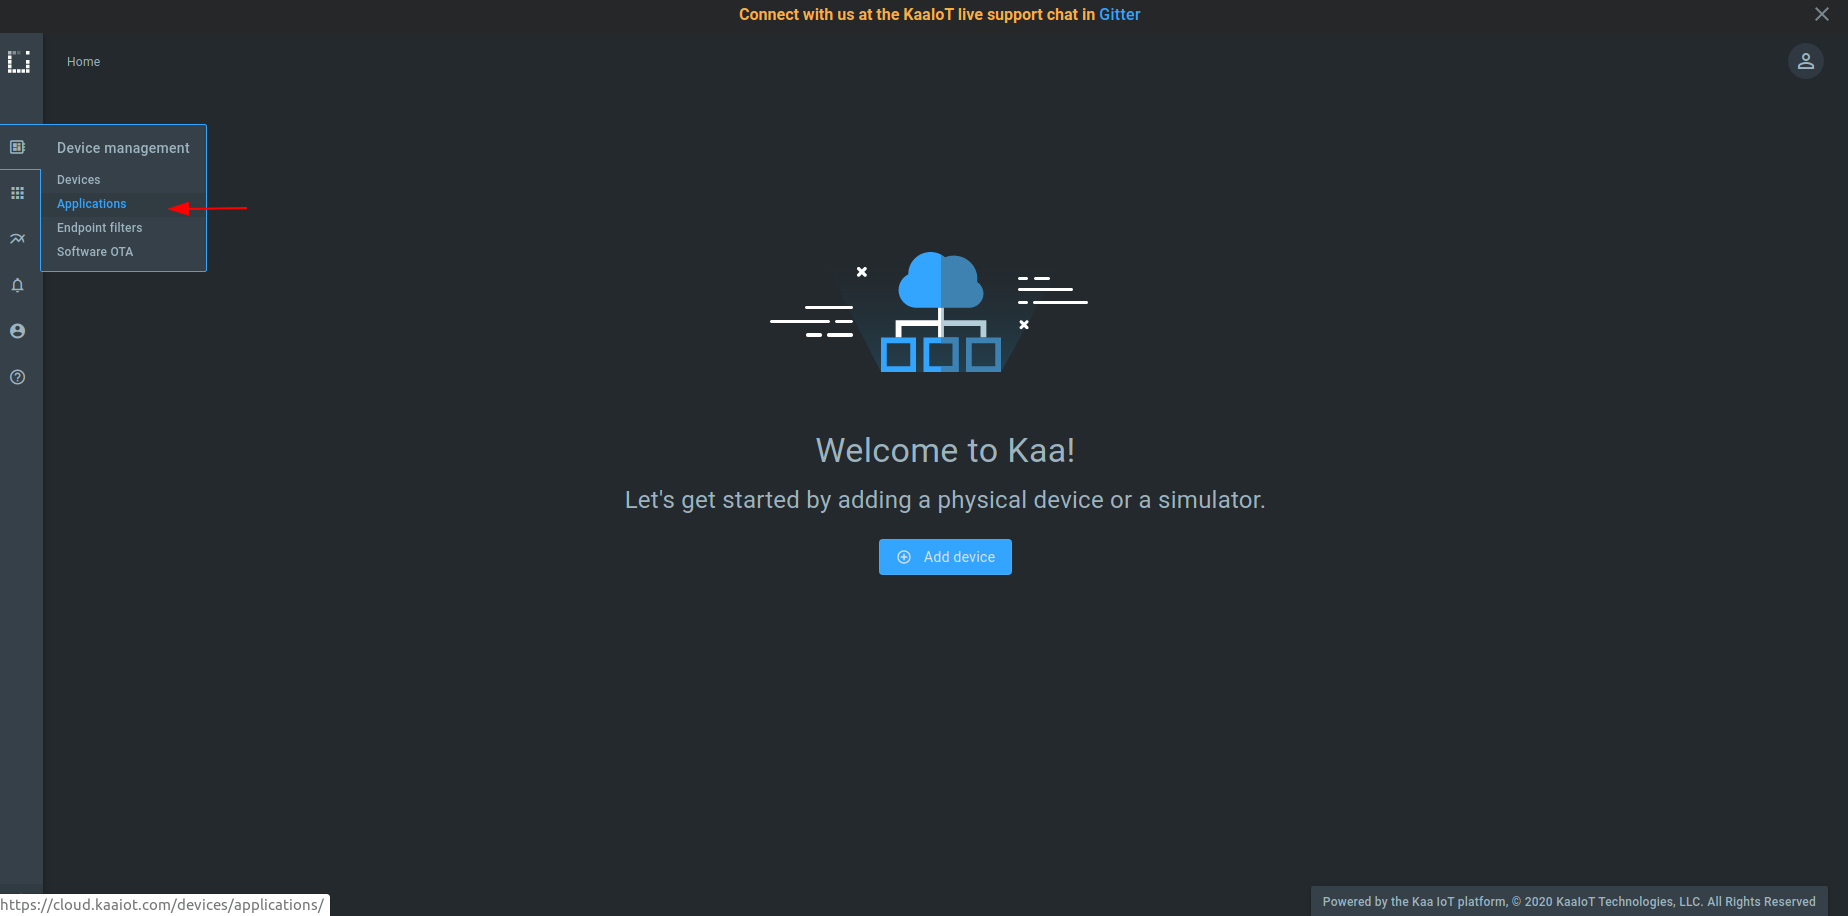 Connect with us at the KaaIoT live support chat in Gitter
Home
Device management
Devices
Applications
Endpoint filters
Software OTA
Welcome to Kaa!
Let's get started by adding a physical device or a simulator.
Add device
https://cloud.kaaiot.com/devices/applications/
Powered by the Kaa IoT platform, © 2020 KaaIoT Technologies, LLC. All Rights Reserved